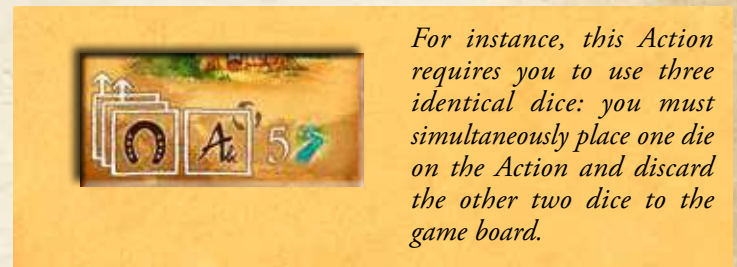 For instance, this Action
requires you to use three
identical dice: you must
simultaneously place one die
on the Action and discard
the other two dice to the
game board.
A&
5